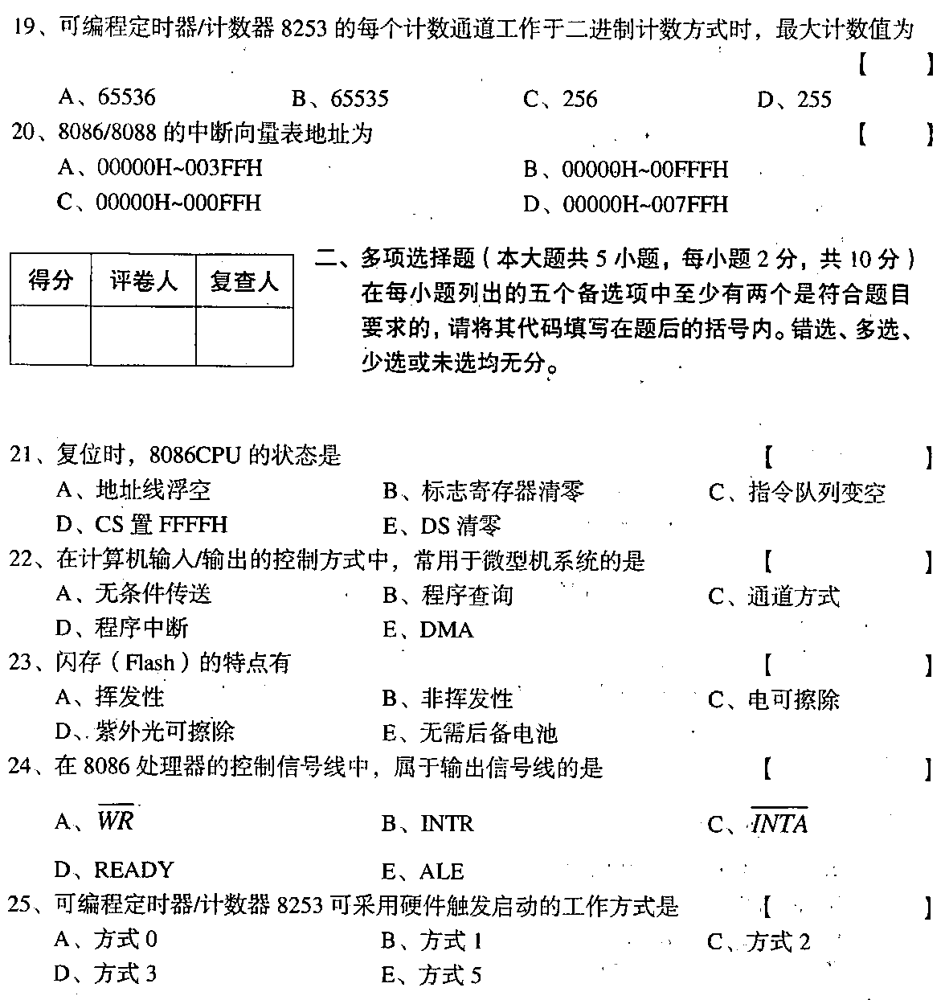 19、可编程定时器/计数器 8253 的每个计数通道工作于二进制计数方式时，最大计数值为
【 】
A、65536 B、65535 C、256 D、255
20、8086/8088 的中断向量表地址为 【 】
A、00000H~003FFH B、00000H~00FFFH
C、00000H~000FFH D、00000H~007FFH
得分 评卷人 复查人
二、多项选择题（本大题共 5 小题，每小题 2 分，共 10 分）
在每小题列出的五个备选项中至少有两个是符合题目
要求的，请将其代码填写在题后的括号内。错选、多选、
少选或未选均无分。
21、复位时，8086CPU 的状态是 【 】
A、地址线浮空 B、标志寄存器清零 C、指令队列变空
D、CS 置 FFFFH E、DS 清零
22、在计算机输入/输出的控制方式中，常用于微型机系统的是 【 】
A、无条件传送 B、程序查询 C、通道方式
D、程序中断 E、DMA
23、闪存（Flash）的特点有 【 】
A、挥发性 B、非挥发性 C、电可擦除
D、紫外光可擦除 E、无需后备电池
24、在 8086 处理器的控制信号线中，属于输出信号线的是 【 】
A、W̅R̅ B、INTR C、I̅N̅T̅A̅
D、READY E、ALE
25、可编程定时器/计数器 8253 可采用硬件触发启动的工作方式是 【 】
A、方式 0 B、方式 1 C、方式 2
D、方式 3 E、方式 5